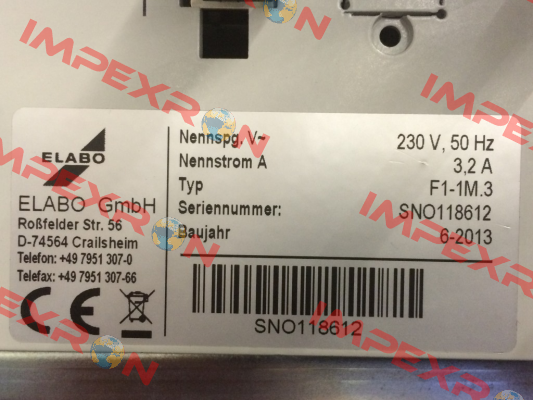 IMPEXRON
ELABO
ELABO GmbH
Roßfelder Str. 56
D-74564 Crailsheim
Telefon: +49 7951 307-0
Telefax: +49 7951 307-66
Nennspg. V~ 230 V, 50 Hz
Nennstrom A 3,2 A
Typ F1-1M.3
Seriennummer: SNO118612
Baujahr 6-2013
CE
SNO118612
IMPEXRON
IMPEXRON
IMPEXRON